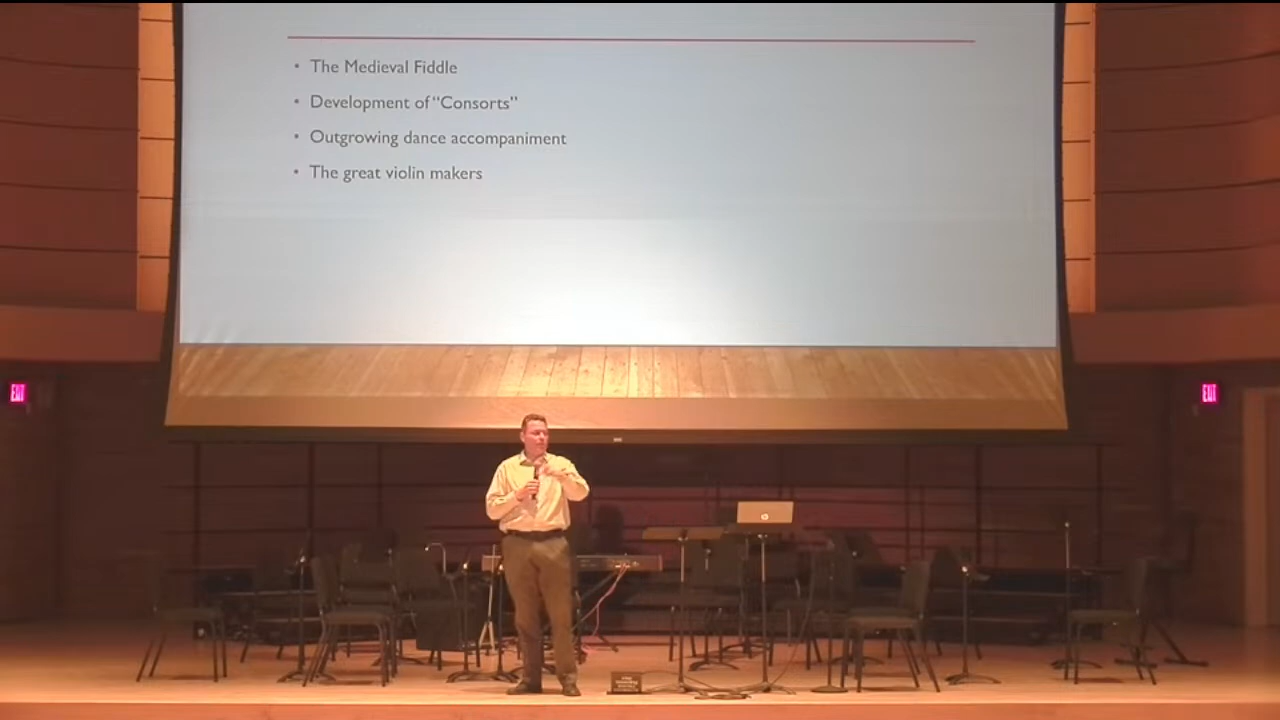 • The Medieval Fiddle
• Development of “Consorts”
• Outgrowing dance accompaniment
• The great violin makers
EXIT
EXIT